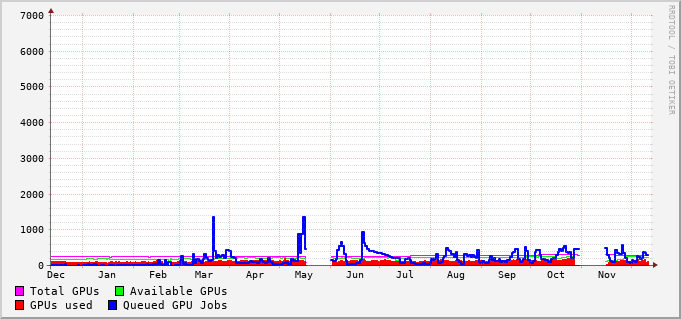 7000
6000
5000
4000
3000
2000
1000
0
Dec Jan Feb Mar Apr May Jun Jul Aug Sep Oct Nov
Total GPUs Available GPUs
GPUs used Queued GPU Jobs
RRDTOOL / TOBI OETIKER